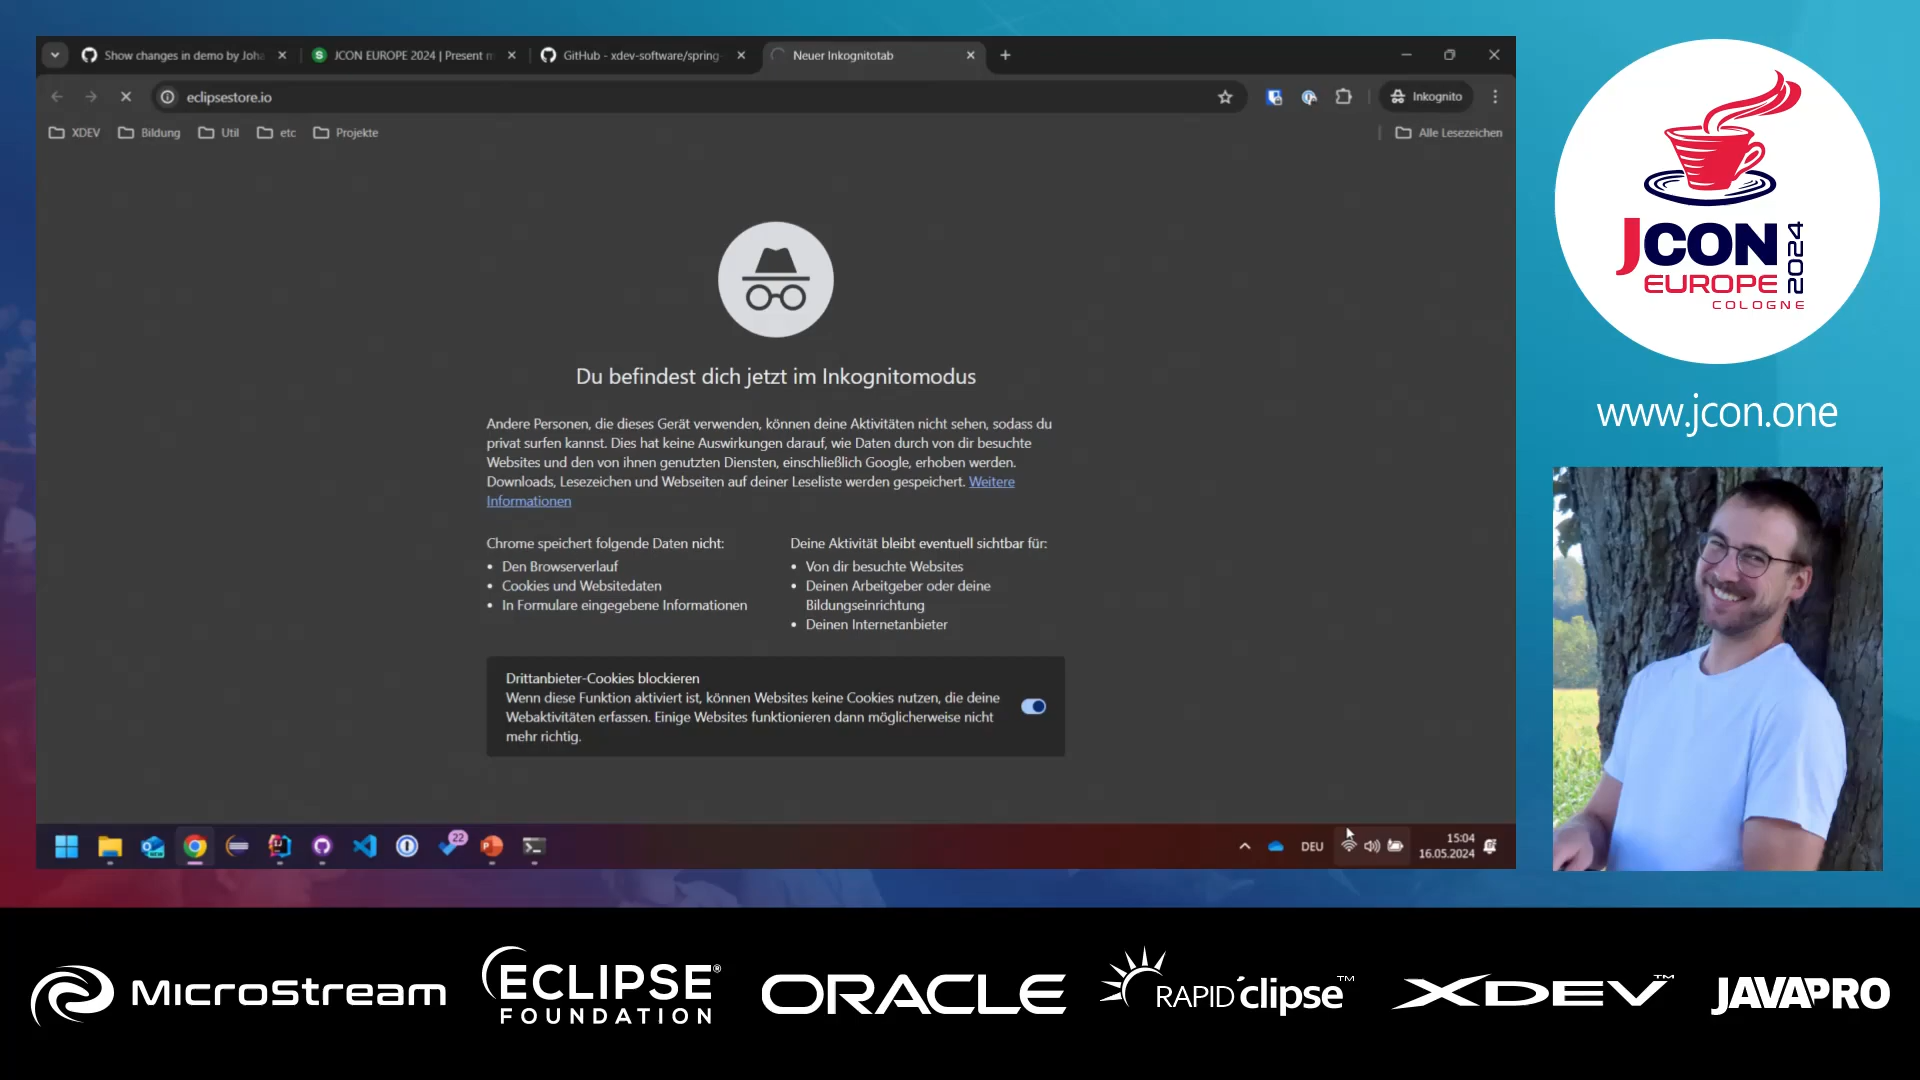 Show changes in demo by Joha
JCON EUROPE 2024 | Present m
GitHub - xdev-software/spring-
Neuer Inkognitotab
eclipsestore.io
Inkognito
XDEV
Bildung
Util
etc
Projekte
Alle Lesezeichen
Du befindest dich jetzt im Inkognitomodus
Andere Personen, die dieses Gerät verwenden, können deine Aktivitäten nicht sehen, sodass du
privat surfen kannst. Dies hat keine Auswirkungen darauf, wie Daten durch von dir besuchte
Websites und den von ihnen genutzten Diensten, einschließlich Google, erhoben werden.
Downloads, Lesezeichen und Webseiten auf deiner Leseliste werden gespeichert. Weitere
Informationen
Chrome speichert folgende Daten nicht:
• Den Browserverlauf
• Cookies und Websitedaten
• In Formulare eingegebene Informationen
Deine Aktivität bleibt eventuell sichtbar für:
• Von dir besuchte Websites
• Deinen Arbeitgeber oder deine
Bildungseinrichtung
• Deinen Internetanbieter
Drittanbieter-Cookies blockieren
Wenn diese Funktion aktiviert ist, können Websites keine Cookies nutzen, die deine
Webaktivitäten erfassen. Einige Websites funktionieren dann möglicherweise nicht
mehr richtig.
22
DEU
15:04
16.05.2024
JCON
EUROPE
2024
COLOGNE
www.jcon.one
MicroStream
ECLIPSE®
FOUNDATION
ORACLE
RAPID'clipse™
XDEV™
JAVAPRO